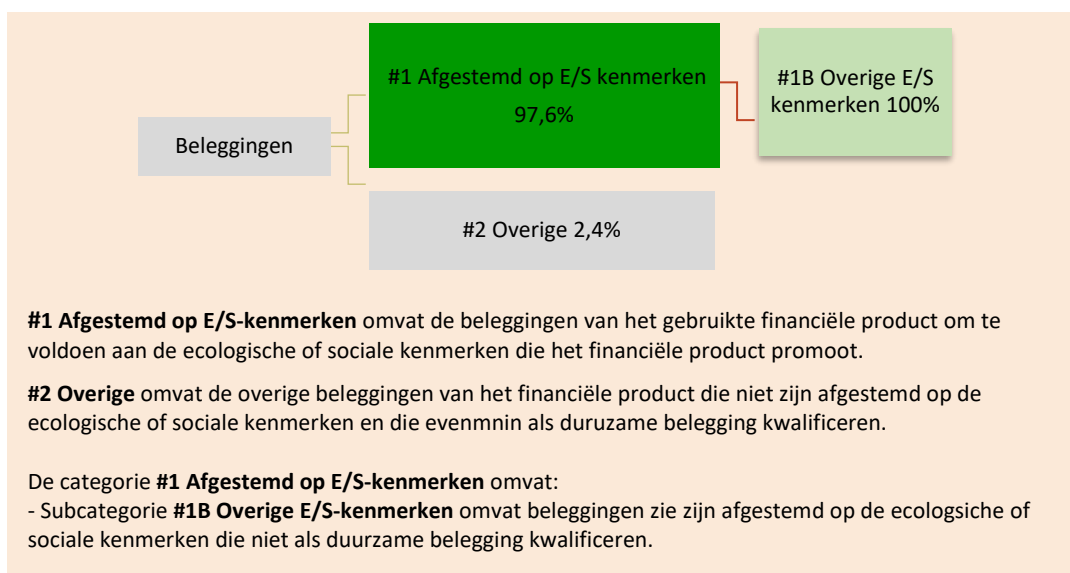 #1 Afgestemd op E/S kenmerken
97,6%
#1B Overige E/S
kenmerken 100%
Beleggingen
#2 Overige 2,4%
#1 Afgestemd op E/S-kenmerken omvat de beleggingen van het gebruikte financiële product om te
voldoen aan de ecologische of sociale kenmerken die het financiële product promoot.
#2 Overige omvat de overige beleggingen van het financiële product die niet zijn afgestemd op de
ecologische of sociale kenmerken en die evenmnin als duruzame belegging kwalificeren.
De categorie #1 Afgestemd op E/S-kenmerken omvat:
- Subcategorie #1B Overige E/S-kenmerken omvat beleggingen zie zijn afgestemd op de ecologsiche of
sociale kenmerken die niet als duurzame belegging kwalificeren.